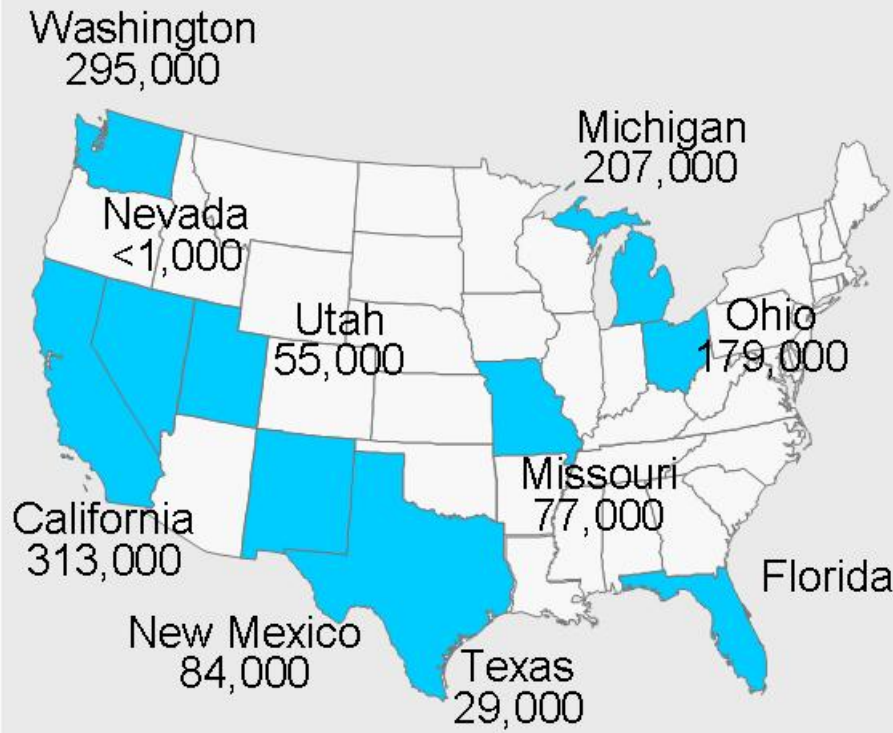 Washington
295,000
Michigan
207,000
Nevada
<1,000
Utah
55,000
Ohio
179,000
Missouri
77,000
California
313,000
Florida
New Mexico
84,000
Texas
29,000